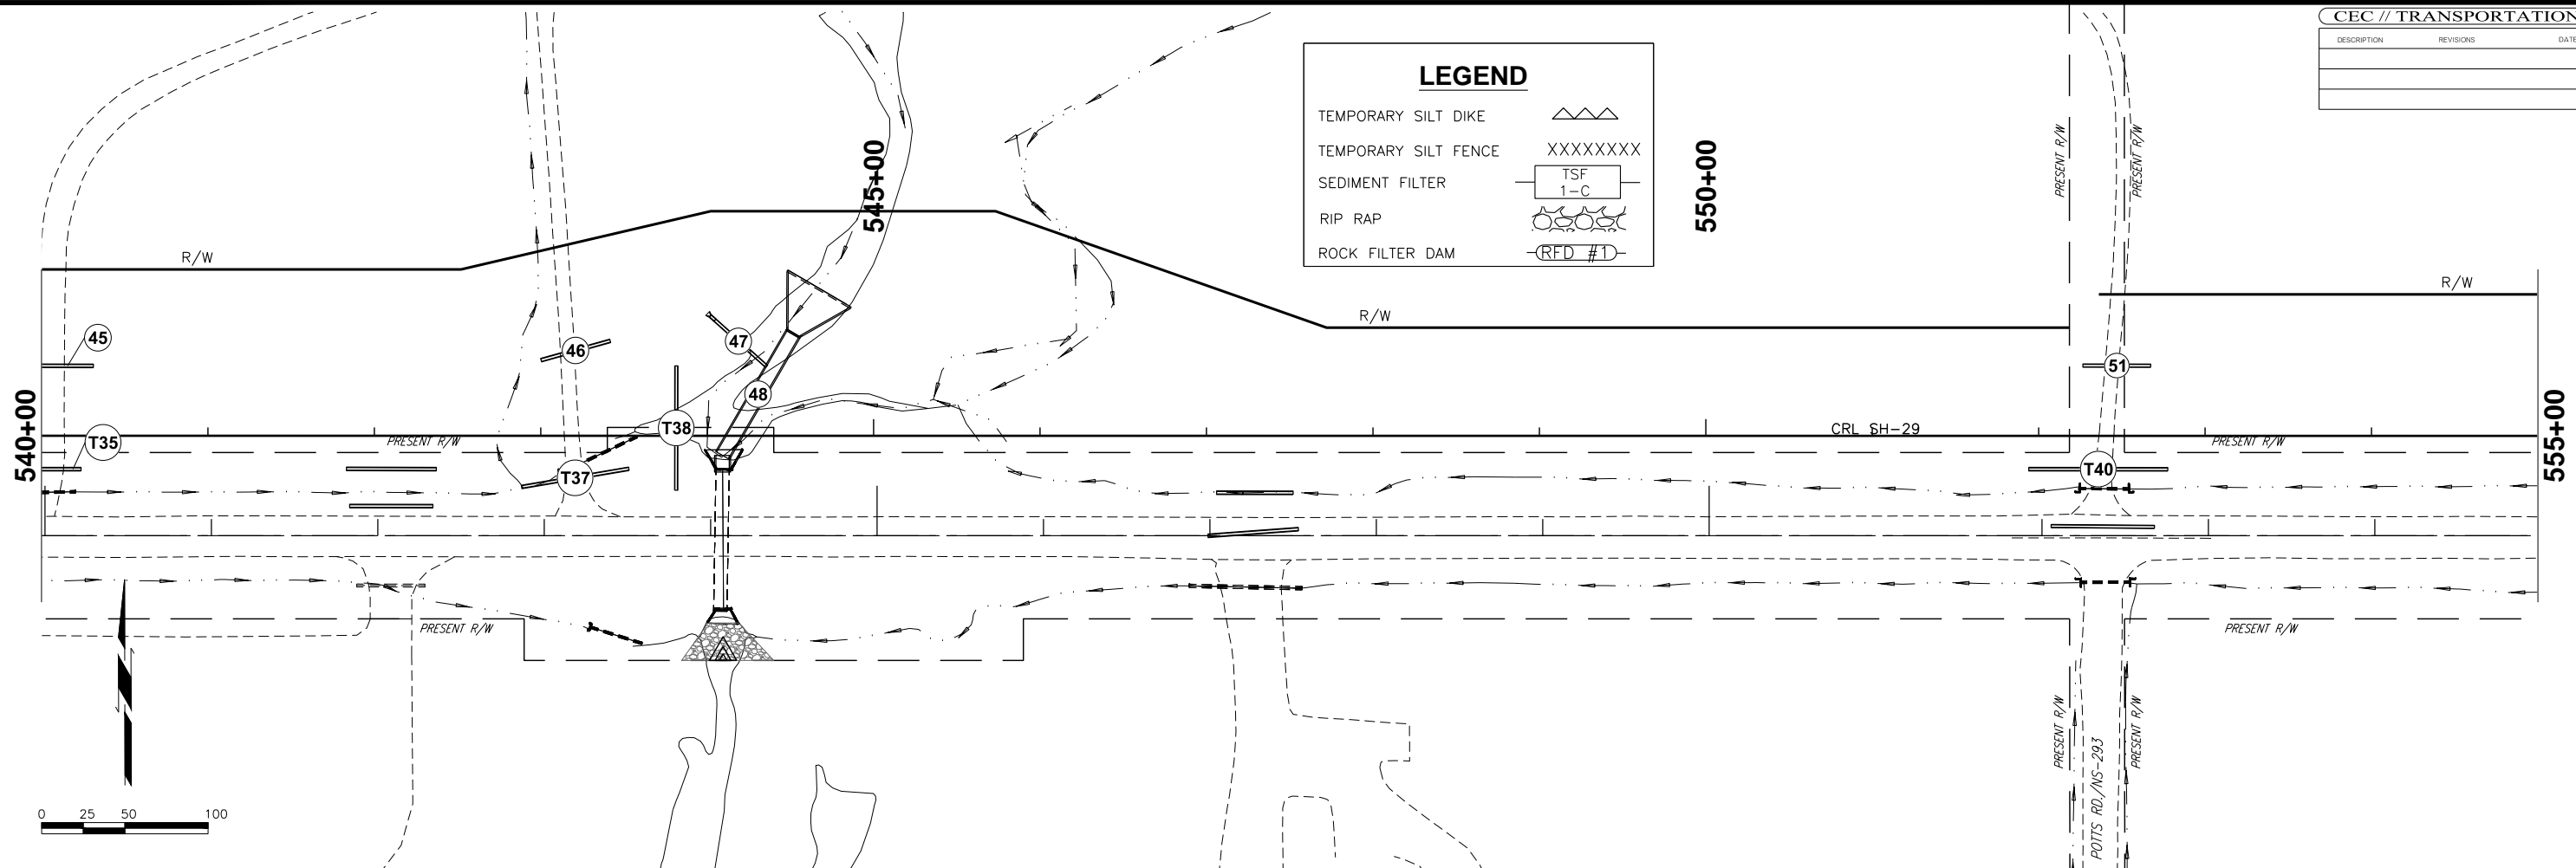 CEC // TRANSPORTATION
DESCRIPTION REVISIONS DATE
LEGEND
TEMPORARY SILT DIKE
TEMPORARY SILT FENCE XXXXXXXX
SEDIMENT FILTER TSF
1-C
RIP RAP
ROCK FILTER DAM RFD #1
545+00
550+00
PRESENT R/W
PRESENT R/W
R/W
R/W
R/W
45
46
47
48
51
540+00
555+00
T35
T37
T38
T40
PRESENT R/W
CRL SH-29
PRESENT R/W
PRESENT R/W
PRESENT R/W
PRESENT R/W
PRESENT R/W
POTTS RD./NS-293
0 25 50 100